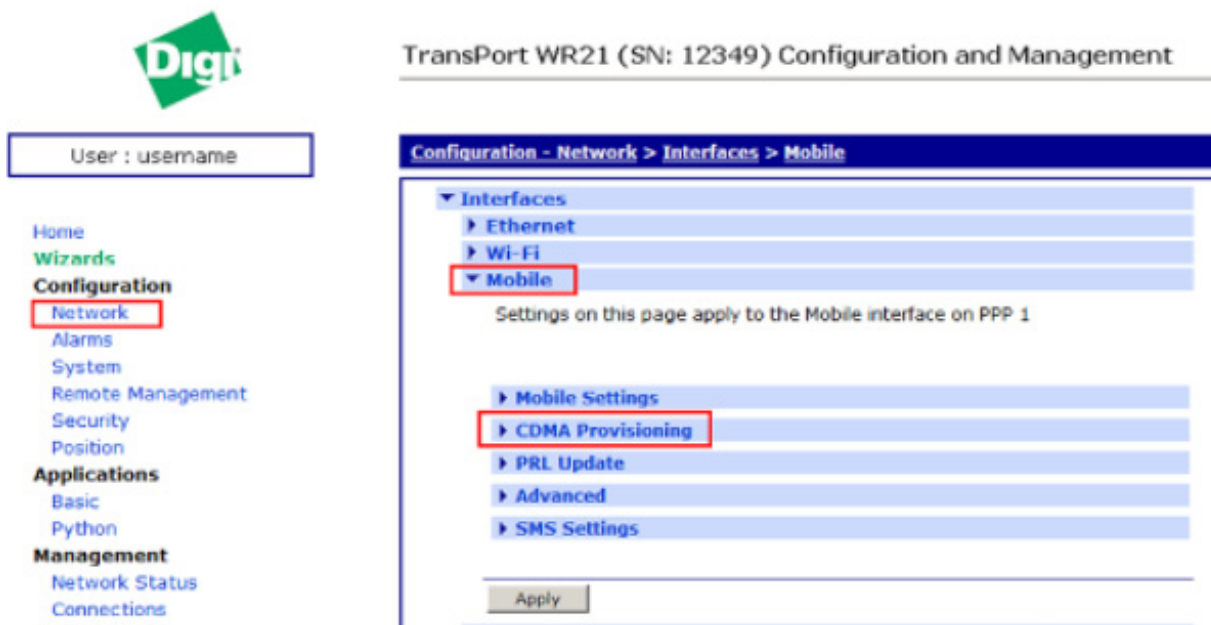 Digi
TransPort WR21 (SN: 12349) Configuration and Management
User : username
Configuration - Network > Interfaces > Mobile
Home
Wizards
Configuration
Network
Alarms
System
Remote Management
Security
Position
Applications
Basic
Python
Management
Network Status
Connections
Interfaces
Ethernet
Wi-Fi
Mobile
Settings on this page apply to the Mobile interface on PPP 1
Mobile Settings
CDMA Provisioning
PRL Update
Advanced
SMS Settings
Apply